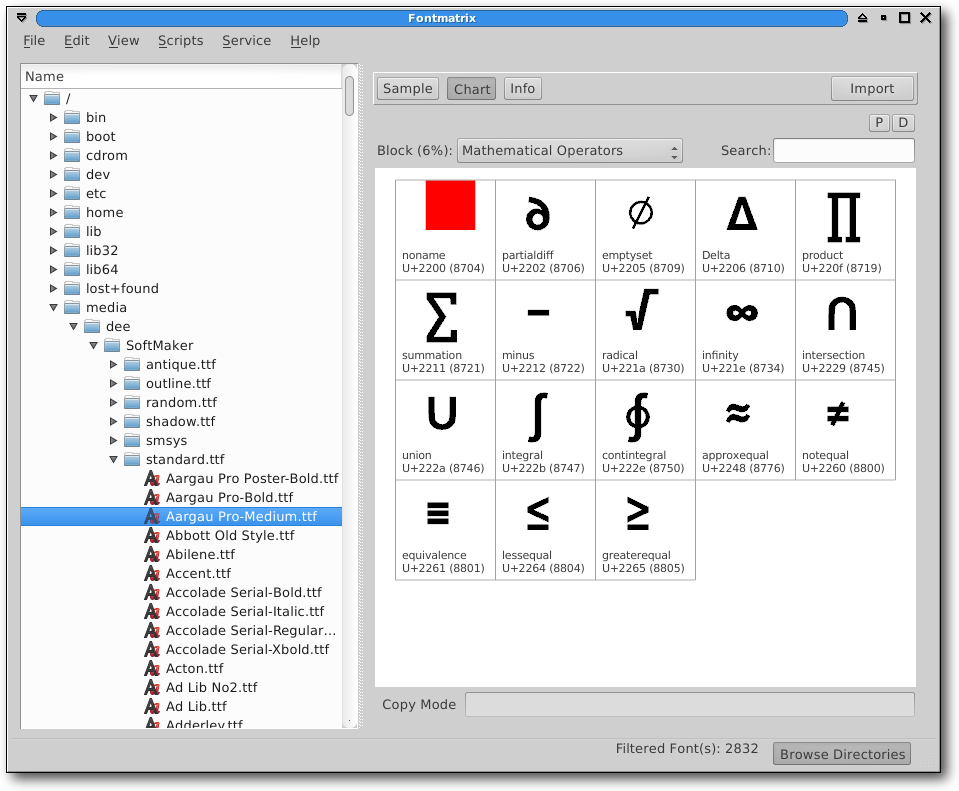 Fontmatrix
File Edit View Scripts Service Help
Name
/
bin
boot
cdrom
dev
etc
home
lib
lib32
lib64
lost+found
media
dee
SoftMaker
antique.ttf
outline.ttf
random.ttf
shadow.ttf
smsys
standard.ttf
Aargau Pro Poster-Bold.ttf
Aargau Pro-Bold.ttf
Aargau Pro-Medium.ttf
Abbott Old Style.ttf
Abilene.ttf
Accent.ttf
Accolade Serial-Bold.ttf
Accolade Serial-Italic.ttf
Accolade Serial-Regular...
Accolade Serial-Xbold.ttf
Acton.ttf
Ad Lib No2.ttf
Ad Lib.ttf
Adderley.ttf
Sample Chart Info Import
P D
Block (6%): Mathematical Operators Search:
∂ ∅ ∆ ∏
noname partialdiff emptyset Delta product
U+2200 (8704) U+2202 (8706) U+2205 (8709) U+2206 (8710) U+220f (8719)
∑ − √ ∞ ∩
summation minus radical infinity intersection
U+2211 (8721) U+2212 (8722) U+221a (8730) U+221e (8734) U+2229 (8745)
∪ ∫ ∮ ≈ ≠
union integral contintegral approxequal notequal
U+222a (8746) U+222b (8747) U+222e (8750) U+2248 (8776) U+2260 (8800)
≡ ≤ ≥
equivalence lessequal greaterequal
U+2261 (8801) U+2264 (8804) U+2265 (8805)
Copy Mode
Filtered Font(s): 2832 Browse Directories